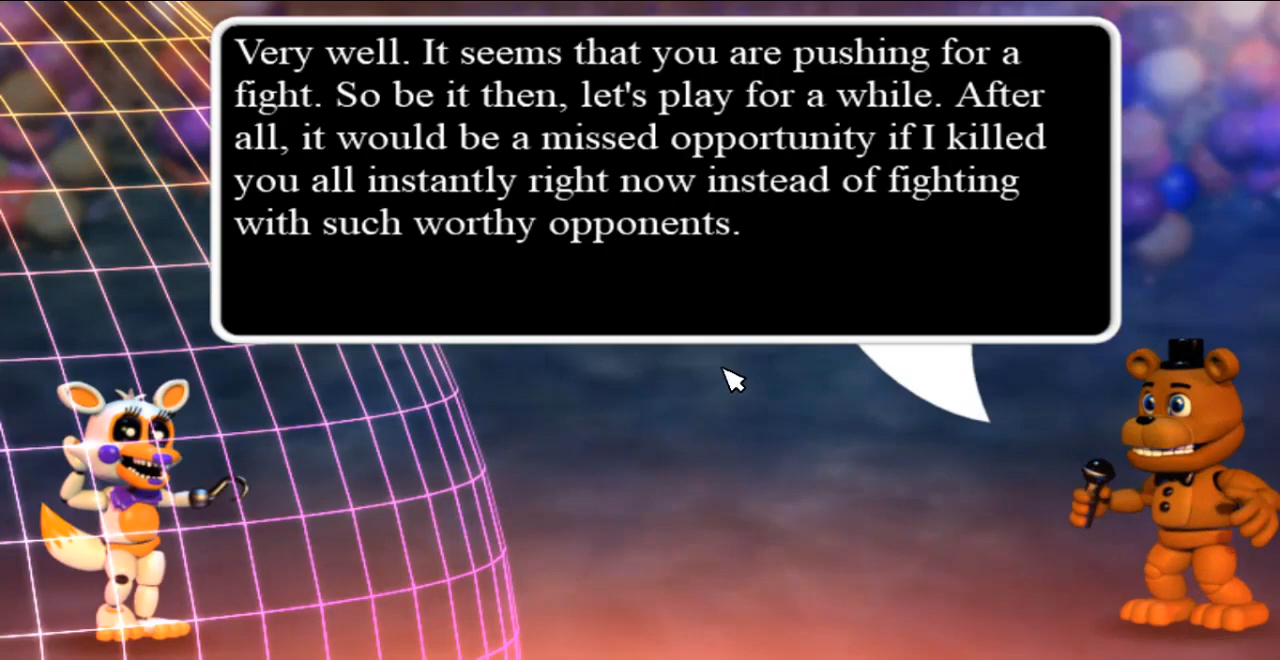 Very well. It seems that you are pushing for a
fight. So be it then, let's play for a while. After
all, it would be a missed opportunity if I killed
you all instantly right now instead of fighting
with such worthy opponents.